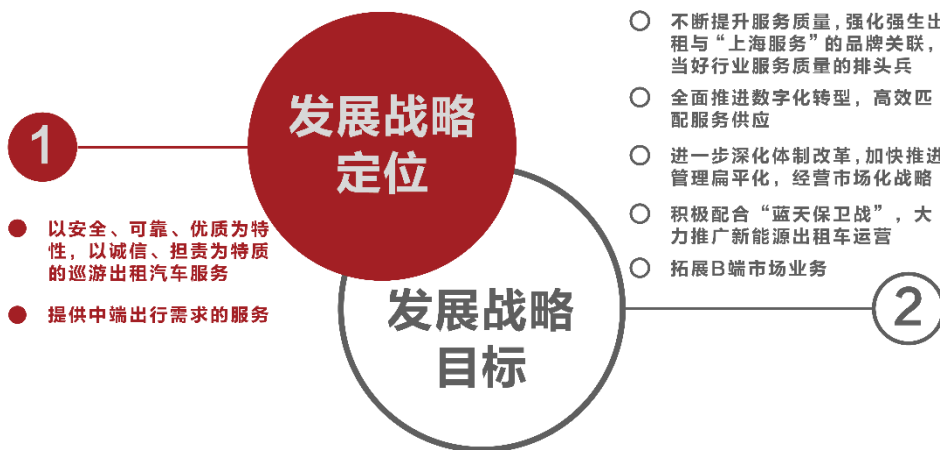 1
发展战略
定位
以安全、可靠、优质为特
性，以诚信、担责为特质
的巡游出租汽车服务
提供中端出行需求的服务
发展战略
目标
2
不断提升服务质量，强化强生出
租与“上海服务”的品牌关联，
当好行业服务质量的排头兵
全面推进数字化转型，高效匹
配服务供应
进一步深化体制改革，加快推进
管理扁平化，经营市场化战略
积极配合“蓝天保卫战”，大
力推广新能源出租车运营
拓展B端市场业务